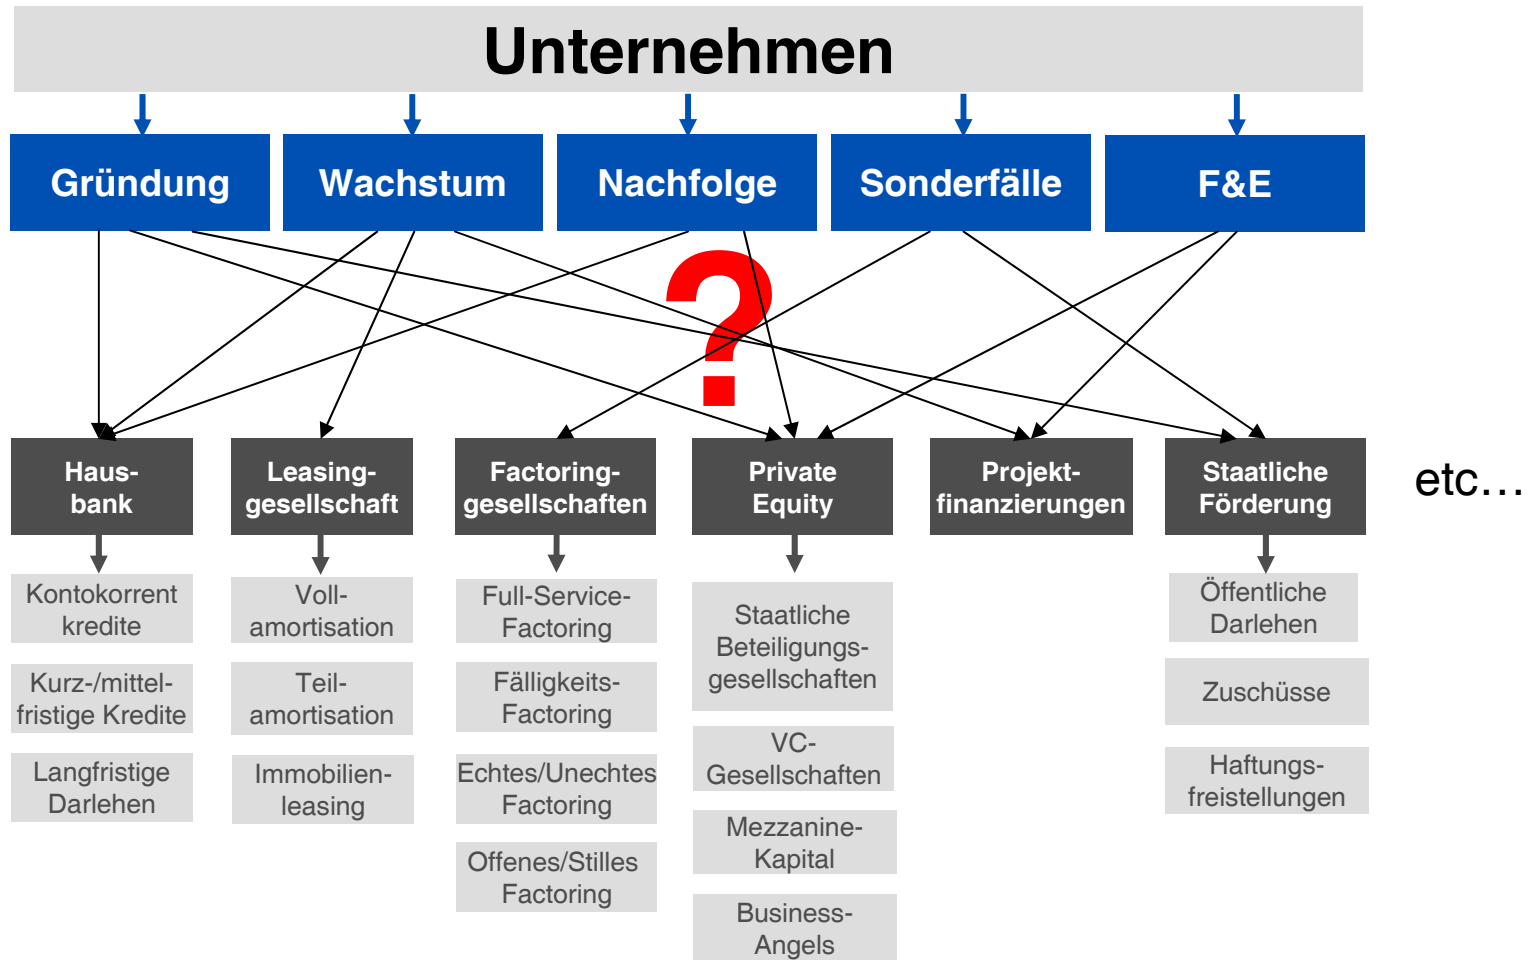 Unternehmen
Gründung
Wachstum
Nachfolge
Sonderfälle
F&E
?
Haus-
bank
Leasing-
gesellschaft
Factoring-
gesellschaften
Private
Equity
Projekt-
finanzierungen
Staatliche
Förderung
etc…
Kontokorrent
kredite
Kurz-/mittel-
fristige Kredite
Langfristige
Darlehen
Voll-
amortisation
Teil-
amortisation
Immobilien-
leasing
Full-Service-
Factoring
Fälligkeits-
Factoring
Echtes/Unechtes
Factoring
Offenes/Stilles
Factoring
Staatliche
Beteiligungs-
gesellschaften
VC-
Gesellschaften
Mezzanine-
Kapital
Business-
Angels
Öffentliche
Darlehen
Zuschüsse
Haftungs-
freistellungen